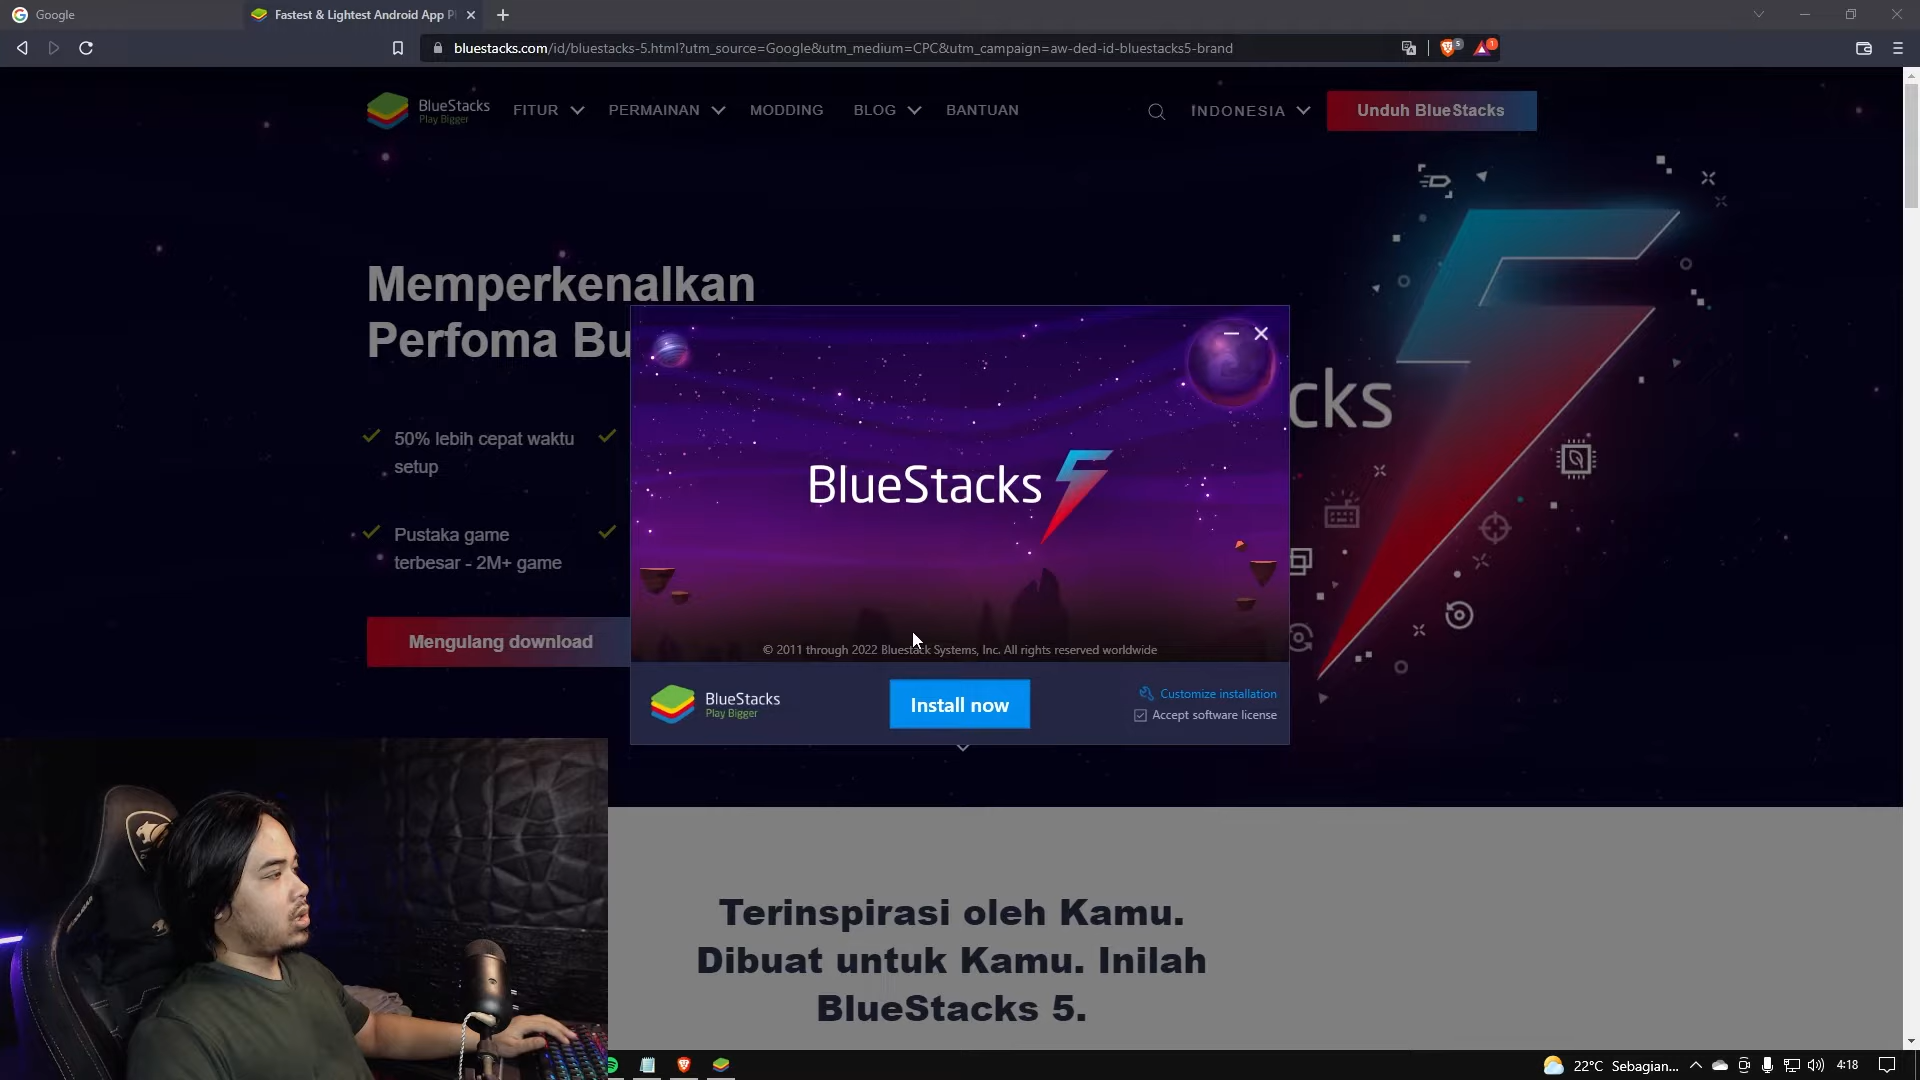 Google
Fastest & Lightest Android App P
bluestacks.com/id/bluestacks-5.html?utm_source=Google&utm_medium=CPC&utm_campaign=aw-ded-id-bluestacks5-brand
5
1
BlueStacks
Play Bigger
FITUR
PERMAINAN
MODDING
BLOG
BANTUAN
INDONESIA
Unduh BlueStacks
Memperkenalkan
Perfoma Bu
50% lebih cepat waktu
setup
Pustaka game
terbesar - 2M+ game
Mengulang download
cks
BlueStacks
© 2011 through 2022 Bluestack Systems, Inc. All rights reserved worldwide
BlueStacks
Play Bigger
Install now
Customize installation
Accept software license
Terinspirasi oleh Kamu.
Dibuat untuk Kamu. Inilah
BlueStacks 5.
22°C Sebagian...
4:18